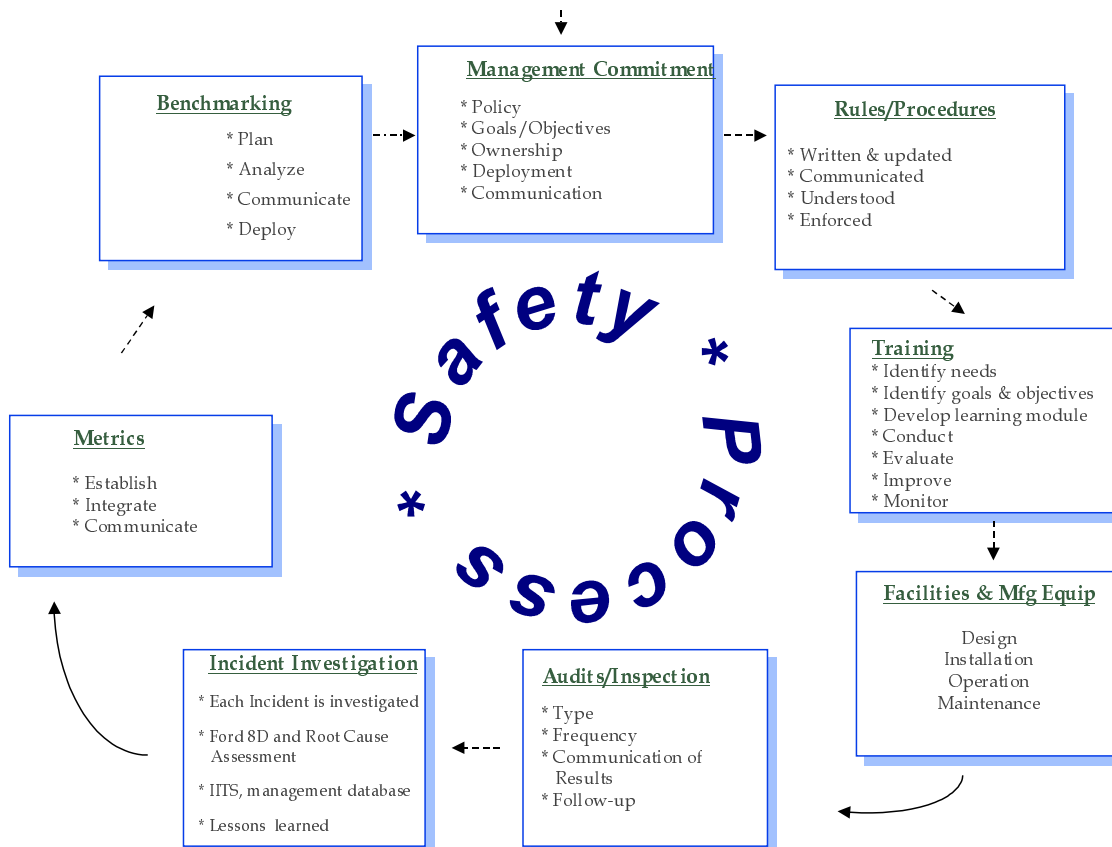 Management Commitment
* Policy
* Goals/Objectives
* Ownership
* Deployment
* Communication
Rules/Procedures
* Written & updated
* Communicated
* Understood
* Enforced
Training
* Identify needs
* Identify goals & objectives
* Develop learning module
* Conduct
* Evaluate
* Improve
* Monitor
Facilities & Mfg Equip
Design
Installation
Operation
Maintenance
Audits/Inspection
* Type
* Frequency
* Communication of
Results
* Follow-up
Incident Investigation
* Each Incident is investigated
* Ford 8D and Root Cause
Assessment
* IITS, management database
* Lessons learned
Metrics
* Establish
* Integrate
* Communicate
Benchmarking
* Plan
* Analyze
* Communicate
* Deploy
* Safety * Process